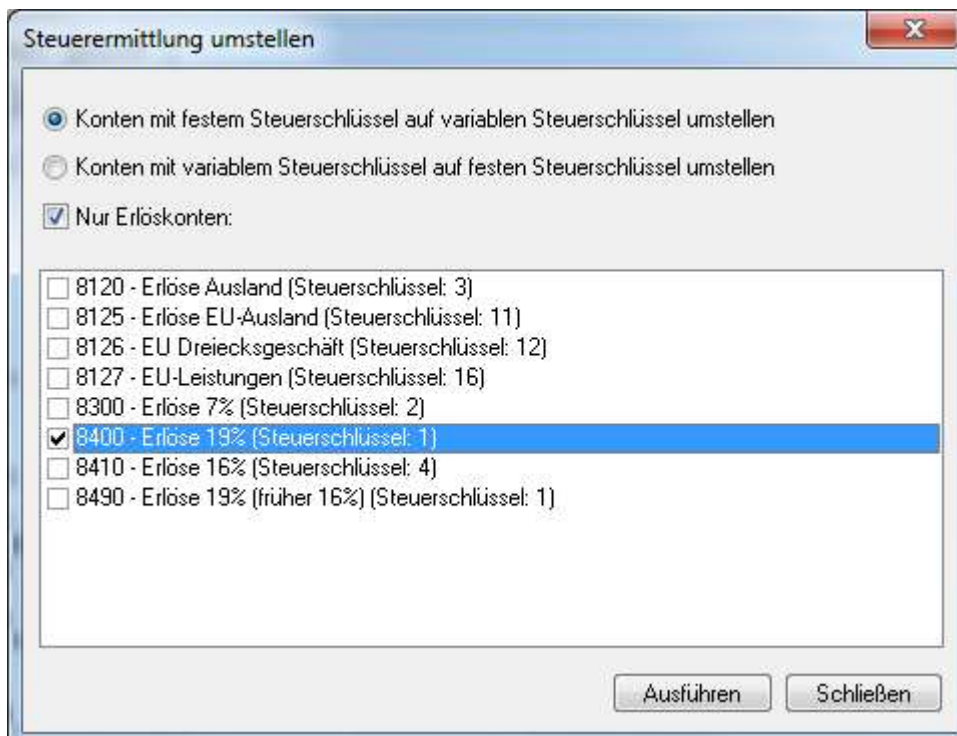 Steuerermittlung umstellen
Konten mit festem Steuerschlüssel auf variablen Steuerschlüssel umstellen
Konten mit variablem Steuerschlüssel auf festen Steuerschlüssel umstellen
Nur Erlöskonten:
8120 - Erlöse Ausland (Steuerschlüssel: 3)
8125 - Erlöse EU-Ausland (Steuerschlüssel: 11)
8126 - EU Dreiecksgeschäft (Steuerschlüssel: 12)
8127 - EU-Leistungen (Steuerschlüssel: 16)
8300 - Erlöse 7% (Steuerschlüssel: 2)
8400 - Erlöse 19% (Steuerschlüssel: 1)
8410 - Erlöse 16% (Steuerschlüssel: 4)
8490 - Erlöse 19% (früher 16%) (Steuerschlüssel: 1)
Ausführen Schließen